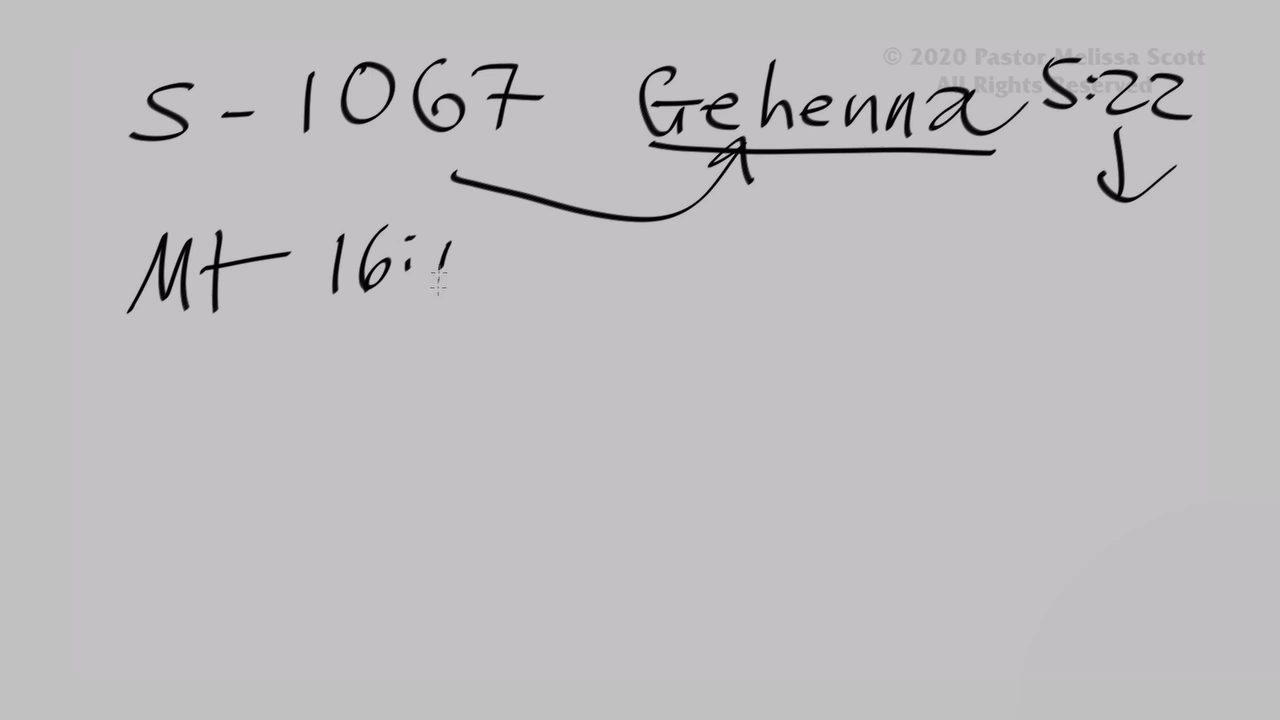 © 2020 Pastor Melissa Scott
All Rights Reserved
S - 1067 Gehenna 5:22
Mt 16: